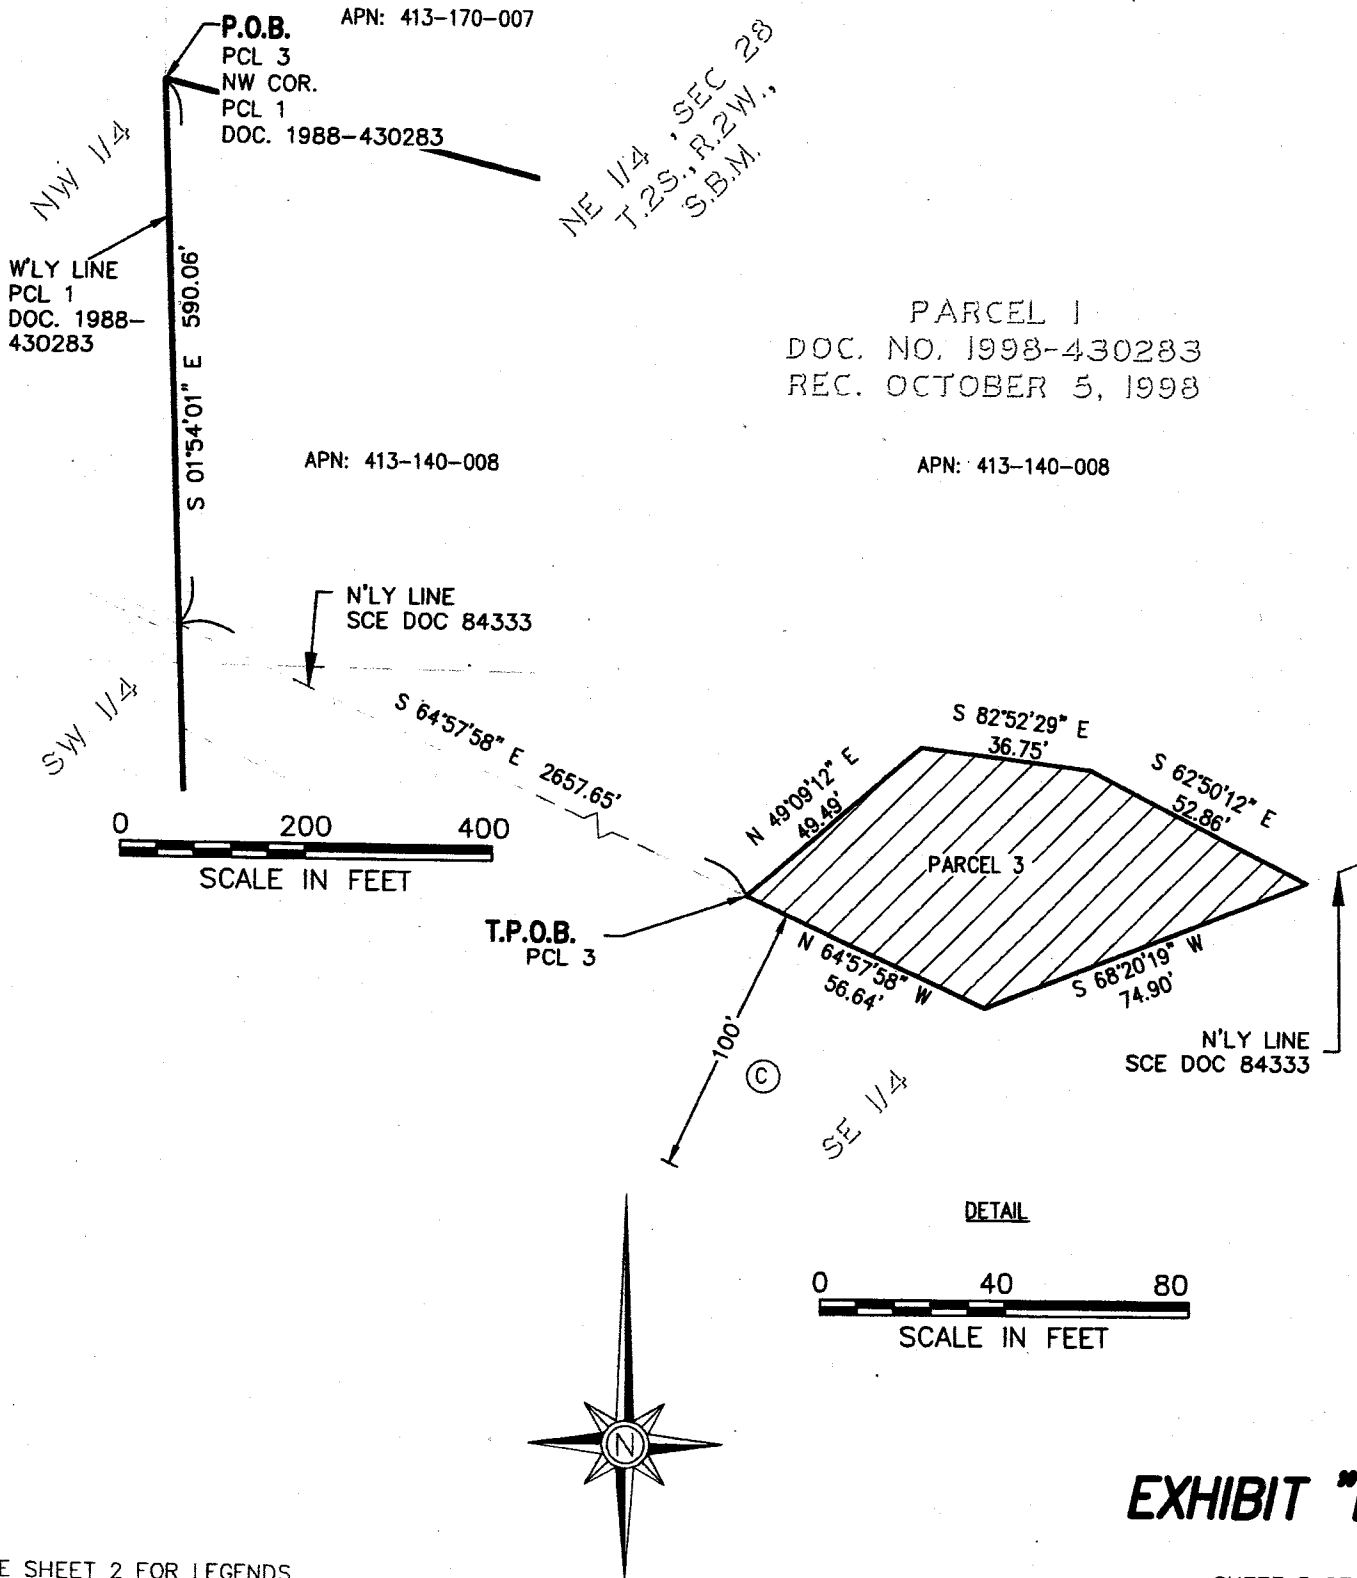 APN: 413-170-007
P.O.B.
PCL 3
NW COR.
PCL 1
DOC. 1988-430283
NW 1/4
NE 1/4 , SEC 28
T.2S., R.2W.,
S.B.M.
W'LY LINE
PCL 1
DOC. 1988-
430283
S 01°54'01" E 590.06'
PARCEL 1
DOC. NO. 1998-430283
REC. OCTOBER 5, 1998
APN: 413-140-008
APN: 413-140-008
N'LY LINE
SCE DOC 84333
SW 1/4
S 64°57'58" E 2657.65'
0 200 400
SCALE IN FEET
N 49°09'12" E
49.49'
S 82°52'29" E
36.75'
S 62°50'12" E
52.86'
PARCEL 3
T.P.O.B.
PCL 3
N 64°57'58" W
56.64'
S 68°20'19" W
74.90'
100'
C
N'LY LINE
SCE DOC 84333
SE 1/4
DETAIL
0 40 80
SCALE IN FEET
N
EXHIBIT "
E SHEET 2 FOR LEGENDS